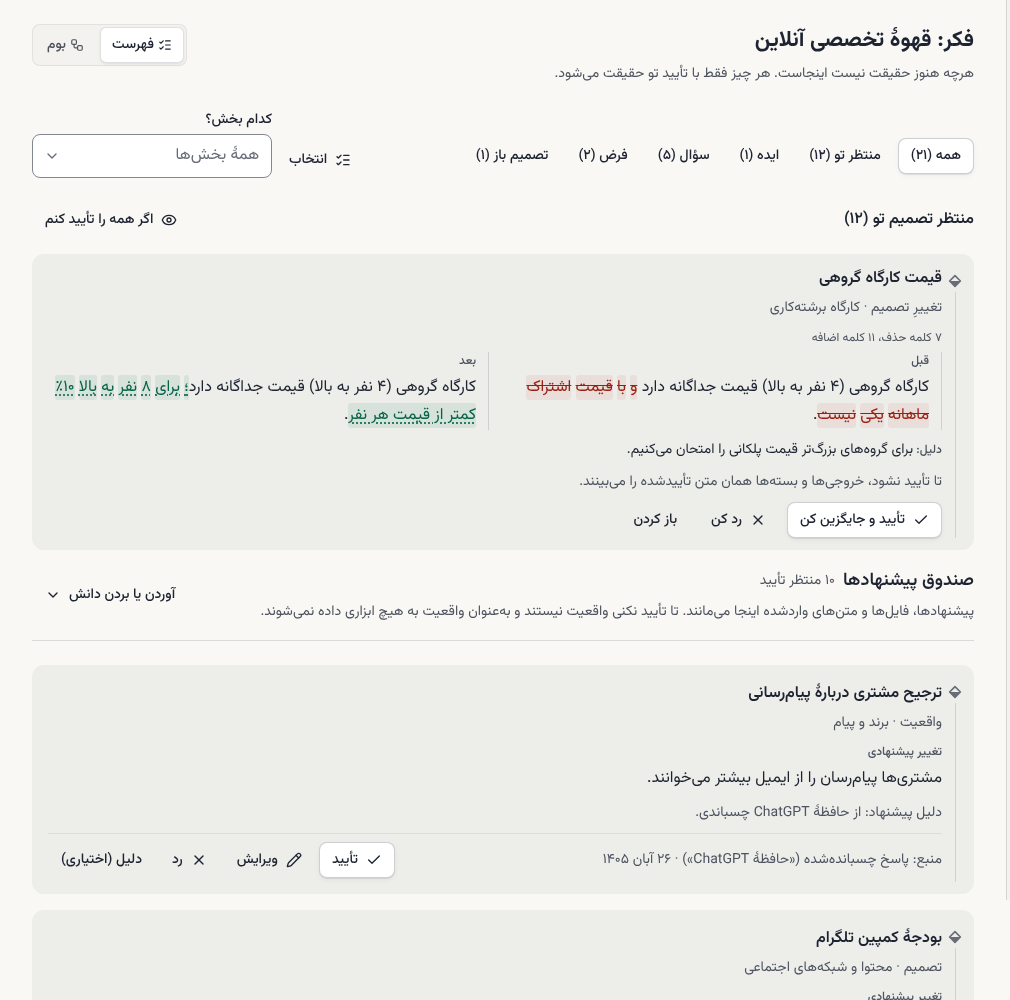 فکر: قهوهٔ تخصصی آنلاین
فهرست
بوم
هرچه هنوز حقیقت نیست اینجاست. هر چیز فقط با تأیید تو حقیقت می‌شود.
کدام بخش؟
همه (۲۱)
منتظر تو (۱۲)
ایده (۱)
سؤال (۵)
فرض (۲)
تصمیم باز (۱)
انتخاب
همهٔ بخش‌ها
منتظر تصمیم تو (۱۲)
اگر همه را تأیید کنم
قیمت کارگاه گروهی
تغییرِ تصمیم · کارگاه برشته‌کاری
۷ کلمه حذف، ۱۱ کلمه اضافه
قبل
کارگاه گروهی (۴ نفر به بالا) قیمت جداگانه دارد و با قیمت اشتراک
ماهانه یکی نیست.
بعد
کارگاه گروهی (۴ نفر به بالا) قیمت جداگانه دارد؛ برای ۸ نفر به بالا ۱۰٪
کمتر از قیمت هر نفر.
دلیل: برای گروه‌های بزرگ‌تر قیمت پلکانی را امتحان می‌کنیم.
تا تأیید نشود، خروجی‌ها و بسته‌ها همان متن تأییدشده را می‌بینند.
تأیید و جایگزین کن
رد کن
باز کردن
صندوق پیشنهادها ۱۰ منتظر تأیید
آوردن یا بردن دانش
پیشنهادها، فایل‌ها و متن‌های واردشده اینجا می‌مانند. تا تأیید نکنی واقعیت نیستند و به‌عنوان واقعیت به هیچ ابزاری داده نمی‌شوند.
ترجیح مشتری دربارهٔ پیام‌رسانی
واقعیت · برند و پیام
تغییر پیشنهادی
مشتری‌ها پیام‌رسان را از ایمیل بیشتر می‌خوانند.
دلیل پیشنهاد: از حافظهٔ ChatGPT چسباندی.
منبع: پاسخ چسبانده‌شده («حافظهٔ ChatGPT») · ۲۶ آبان ۱۴۰۵
تأیید
ویرایش
رد
دلیل (اختیاری)
بودجهٔ کمپین تلگرام
تصمیم · محتوا و شبکه‌های اجتماعی
تغییر پیشنهادی